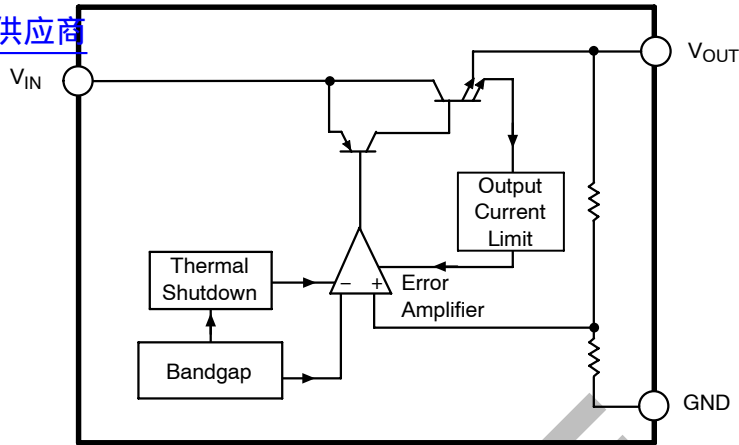 供应商
VIN
VOUT
Output
Current
Limit
Thermal
Shutdown
− +
Error
Amplifier
Bandgap
GND